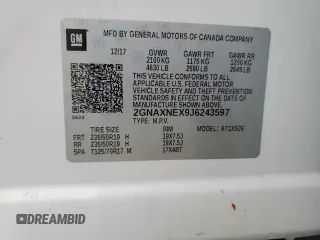 GM
MFD BY GENERAL MOTORS OF CANADA COMPANY
12/17 GVWR GAWR FRT GAWR RR
2100 KG 1175 KG 1200 KG
4630 LB 2590 LB 2645 LB
THIS VEHICLE CONFORMS TO ALL APPLICABLE
U.S. FEDERAL MOTOR VEHICLE SAFETY AND
THEFT PREVENTION STANDARDS IN EFFECT ON
THE DATE OF MANUFACTURE SHOWN ABOVE.
2GNAXNEX9J6243597
TYPE: M.P.V. MODEL: 971XS26
TIRE SIZE RIM
FRT 235/50R19 H 19X7.5J
RR 235/50R19 H 19X7.5J
SPA T125/70R17 M 17X4BT